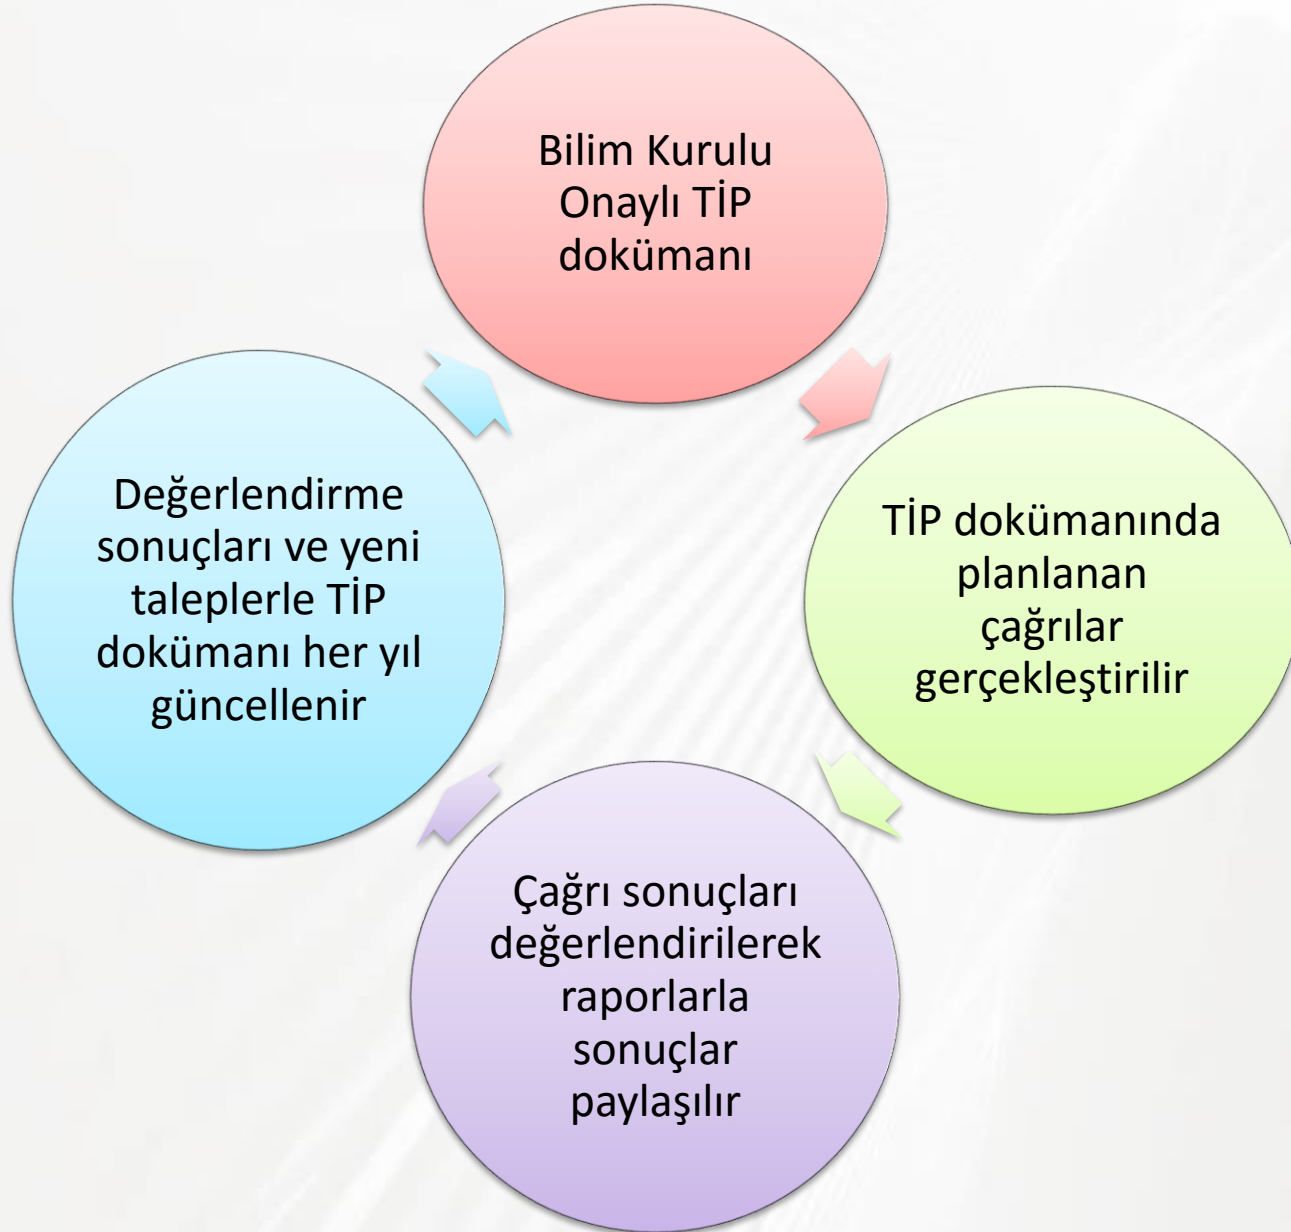 Bilim Kurulu
Onaylı TİP
dokümanı
TİP dokümanında
planlanan
çağrılar
gerçekleştirilir
Çağrı sonuçları
değerlendirilerek
raporlarla
sonuçlar
paylaşılır
Değerlendirme
sonuçları ve yeni
taleplerle TİP
dokümanı her yıl
güncellenir